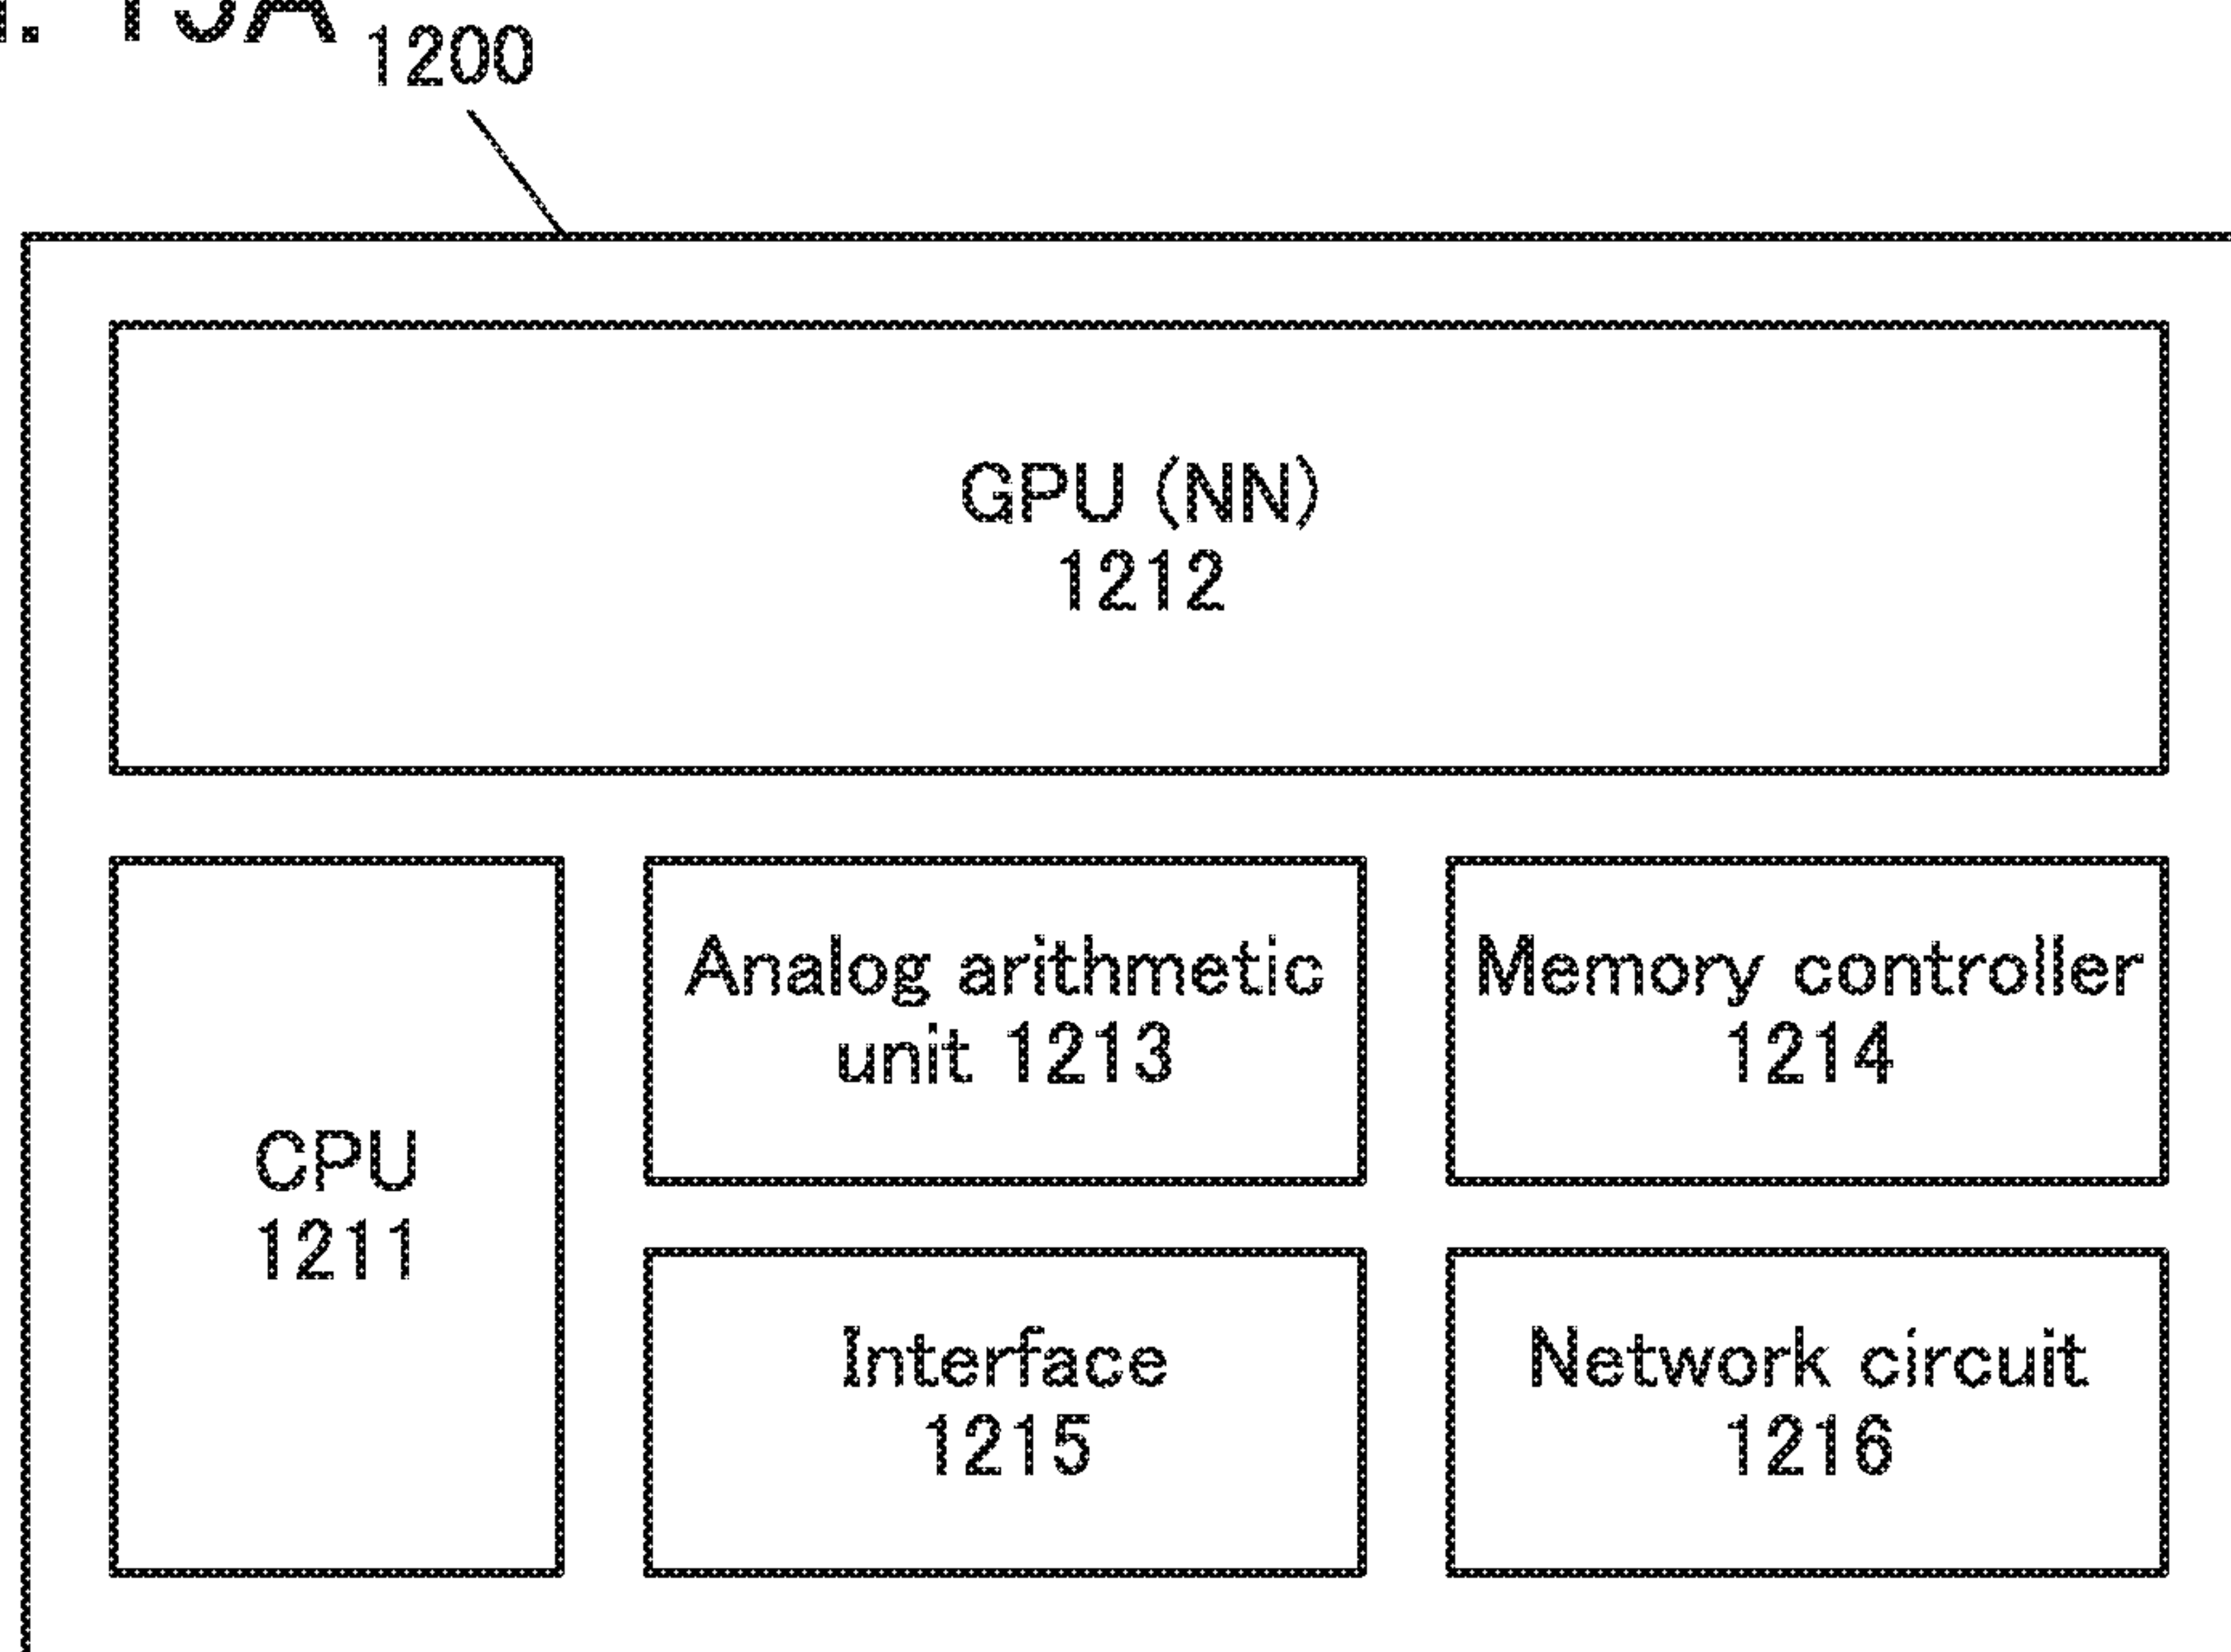 1200
GPU (NN)
1212
CPU
1211
Analog arithmetic
unit 1213
Memory controller
1214
Interface
1215
Network circuit
1216